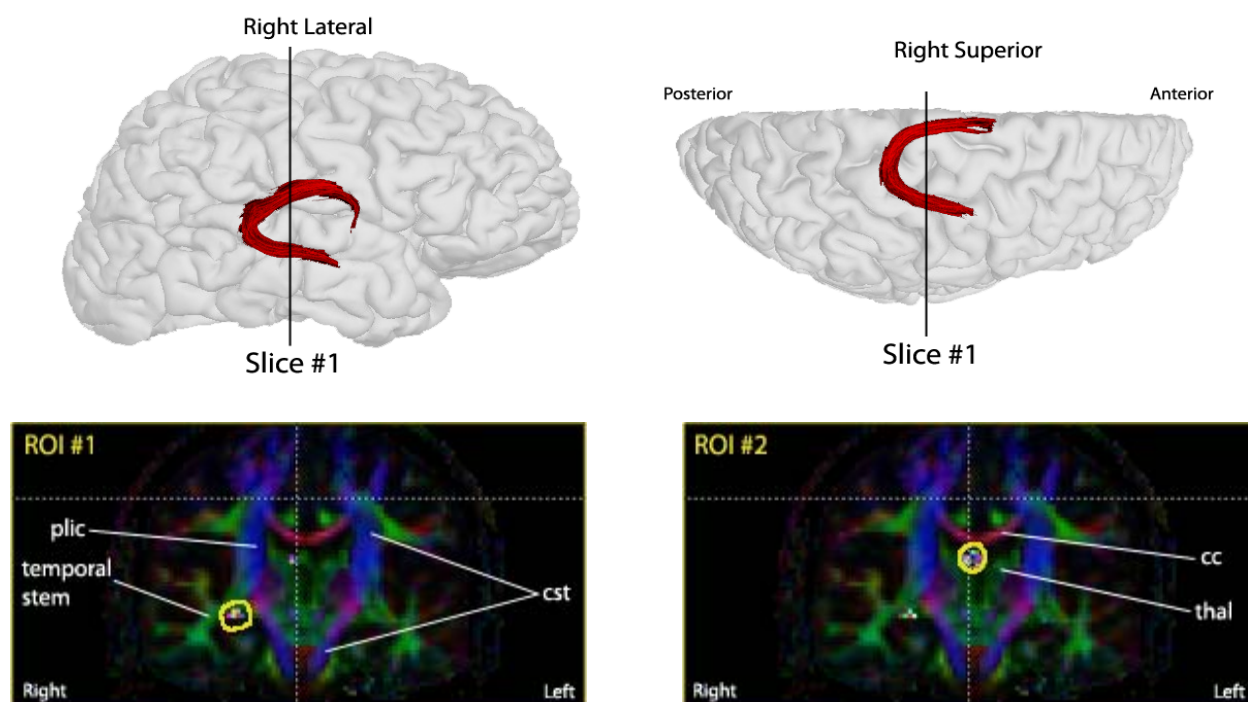 Right Lateral
Slice #1
Right Superior
Posterior
Anterior
Slice #1
ROI #1
plic
temporal
stem
cst
Right
Left
ROI #2
cc
thal
Right
Left